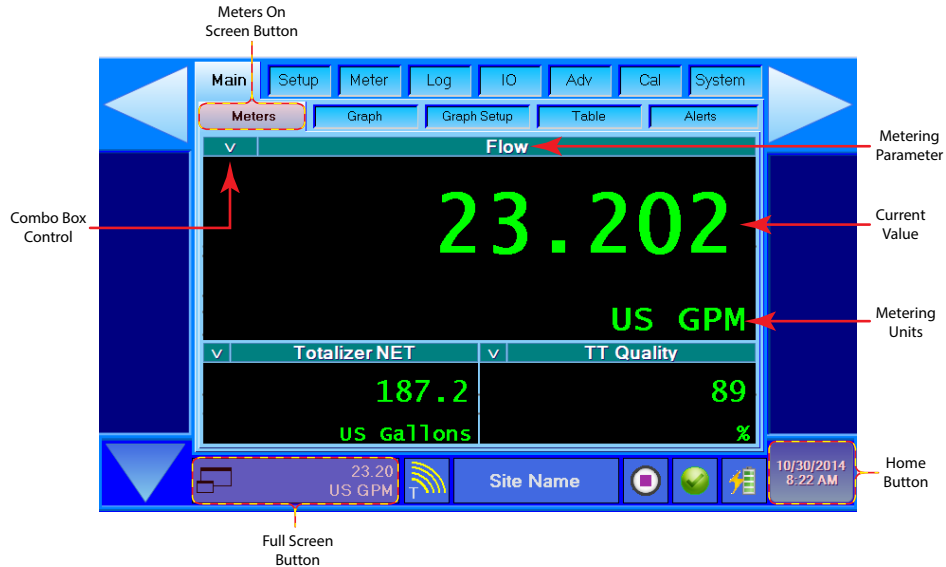 Meters On
Screen Button
Main Setup Meter Log IO Adv Cal System
Meters Graph Graph Setup Table Alerts
v Flow
Metering
Parameter
23.202
Combo Box
Control
Current
Value
US GPM
Metering
Units
v Totalizer NET v TT Quality
187.2 89
US Gallons %
23.20
US GPM
T
Site Name
10/30/2014
8:22 AM
Home
Button
Full Screen
Button